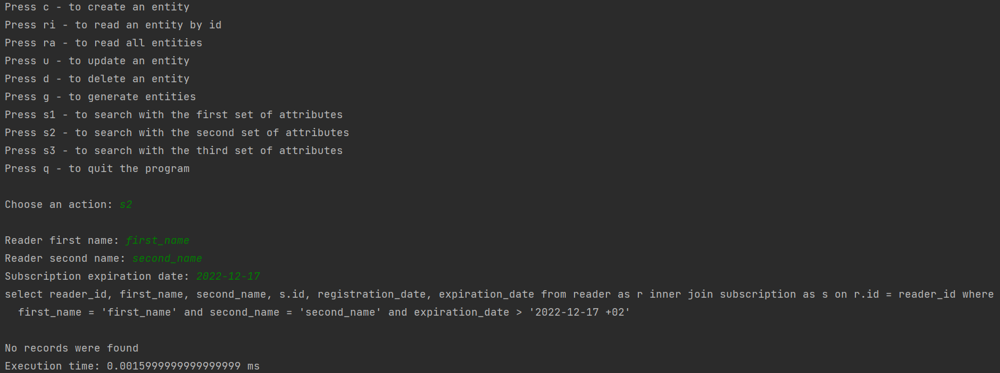 Press c - to create an entity
Press ri - to read an entity by id
Press ra - to read all entities
Press u - to update an entity
Press d - to delete an entity
Press g - to generate entities
Press s1 - to search with the first set of attributes
Press s2 - to search with the second set of attributes
Press s3 - to search with the third set of attributes
Press q - to quit the program
Choose an action: s2
Reader first name: first_name
Reader second name: second_name
Subscription expiration date: 2022-12-17
select reader_id, first_name, second_name, s.id, registration_date, expiration_date from reader as r inner join subscription as s on r.id = reader_id where
first_name = 'first_name' and second_name = 'second_name' and expiration_date > '2022-12-17 +02'
No records were found
Execution time: 0.0015999999999999999 ms